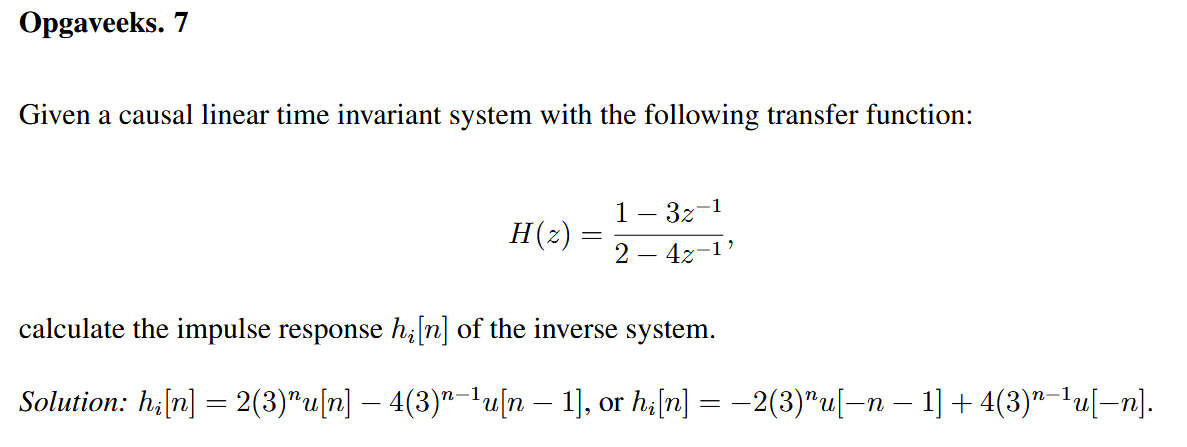 Opgaveeks. 7
Given a causal linear time invariant system with the following transfer function:
H(z) = \frac{1 − 3z^{−1}}{2 − 4z^{−1}},
calculate the impulse response h_i[n] of the inverse system.
Solution: h_i[n] = 2(3)^n u[n] − 4(3)^{n−1} u[n − 1], or h_i[n] = −2(3)^n u[−n − 1] + 4(3)^{n−1} u[−n].